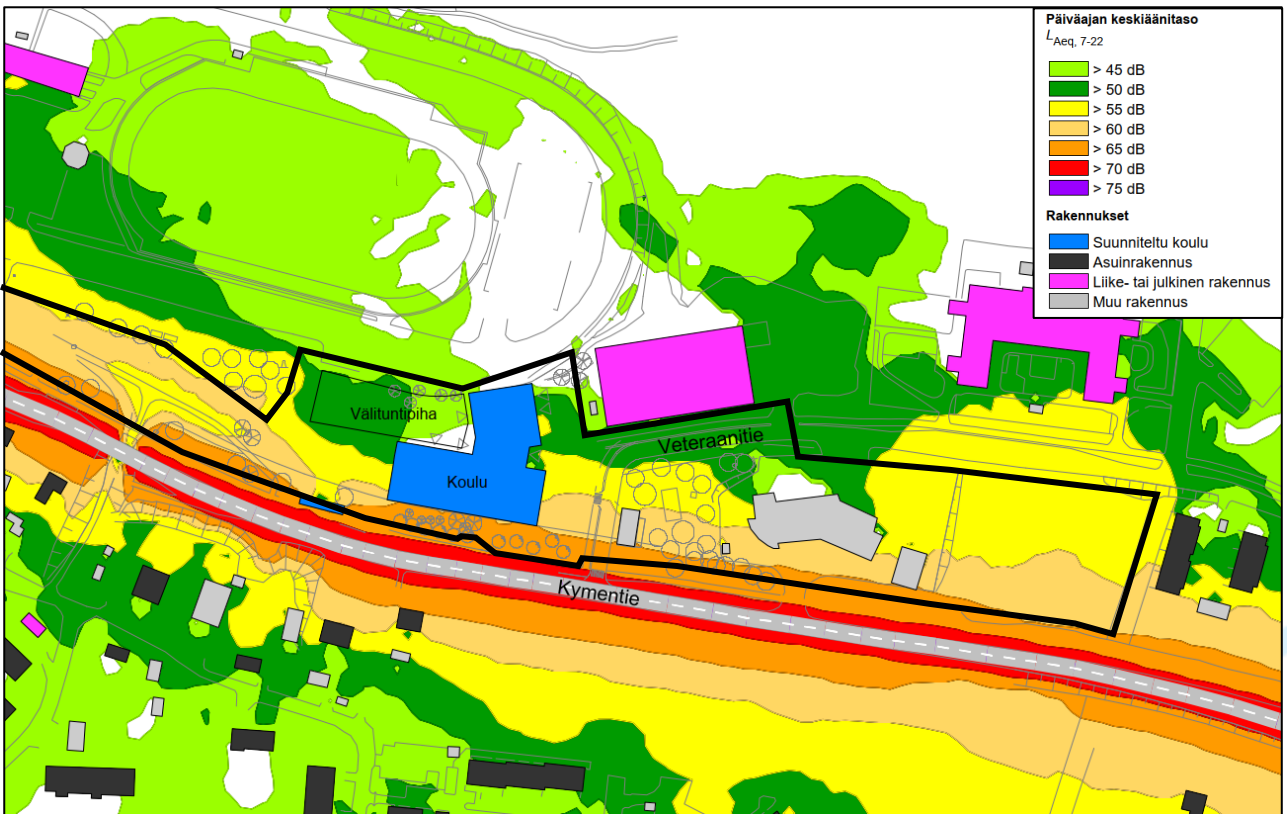 Päiväajan keskiäänitaso
LAeq, 7-22
> 45 dB
> 50 dB
> 55 dB
> 60 dB
> 65 dB
> 70 dB
> 75 dB
Rakennukset
Suunniteltu koulu
Asuinrakennus
Liike- tai julkinen rakennus
Muu rakennus
Välituntipiha
Veteraanitie
Koulu
Kymentie